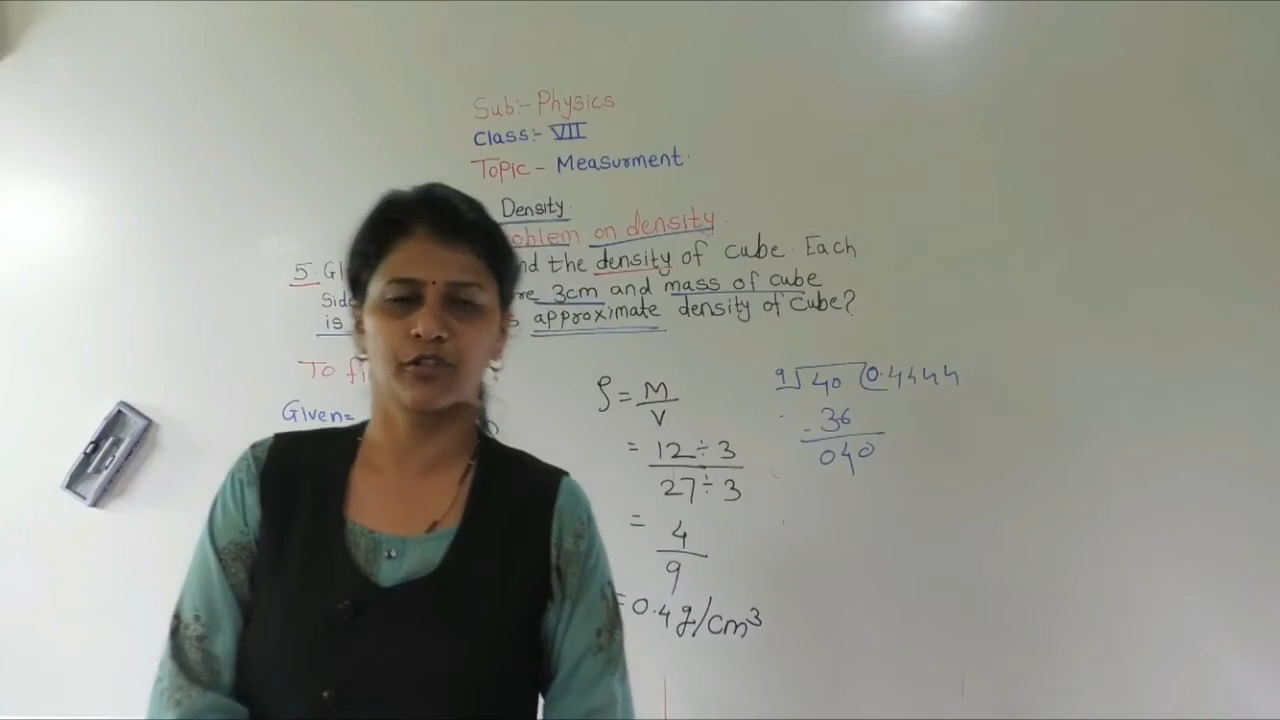 Sub:- Physics
Class:- VII
Topic - Measurment.
Density.
oblem on density.
5. Gl nd the density of cube. Each
Sid re 3cm and mass of cube
is s approximate density of cube?
To fi
Given=
ρ = M/V
= 12÷3/27÷3
= 4/9
= 0.4 g/cm³
9 40 0.4444
- 36
040